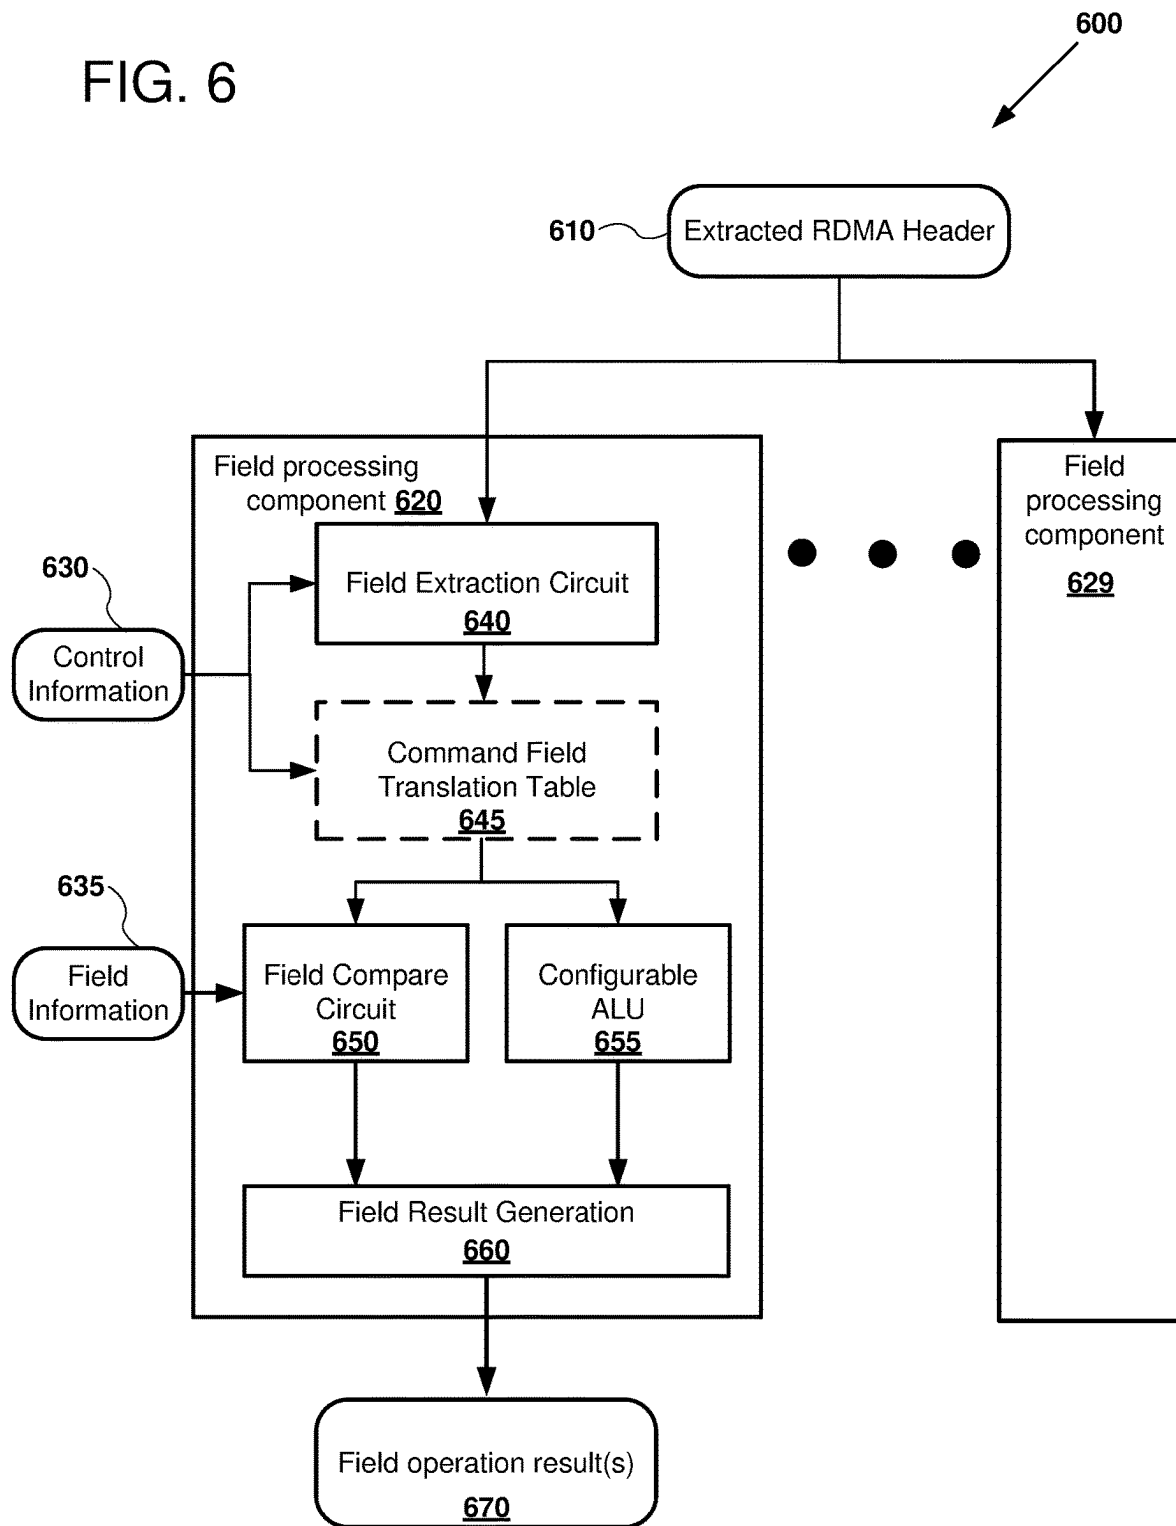 600
FIG. 6
610
Extracted RDMA Header
Field processing
component 620
Field
processing
component
629
630
Field Extraction Circuit
640
Control
Information
Command Field
Translation Table
645
635
Field
Information
Field Compare
Circuit
650
Configurable
ALU
655
Field Result Generation
660
Field operation result(s)
670